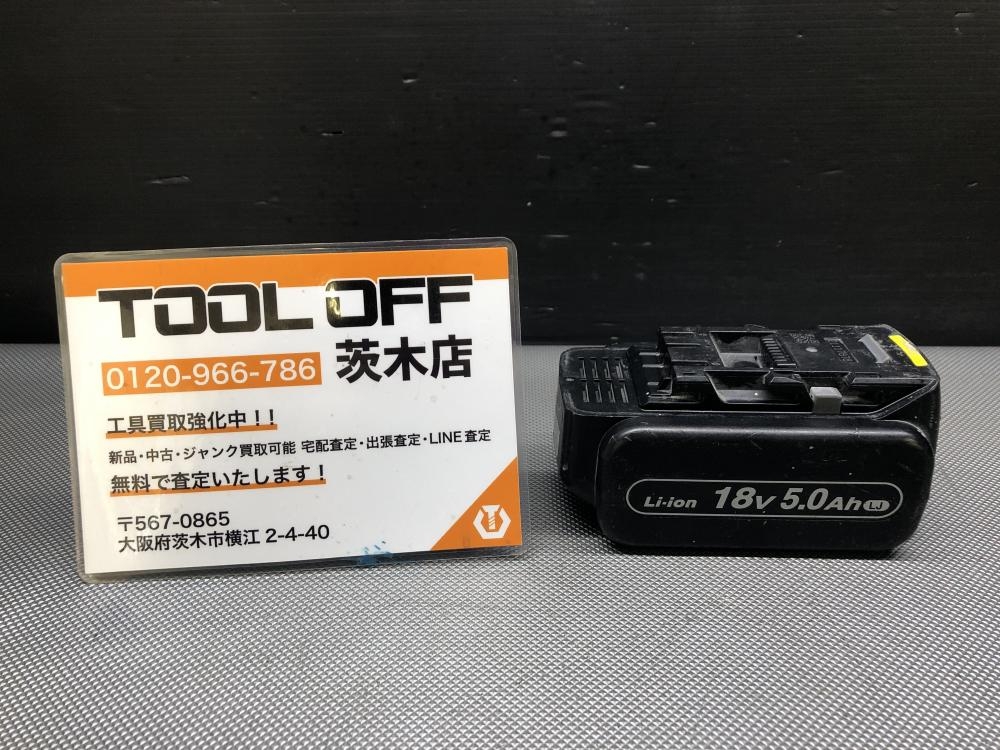 TOOL OFF
0120-966-786 茨木店
工具買取強化中！！
新品・中古・ジャンク買取可能 宅配査定・出張査定・LINE査定
無料で査定いたします！
〒567-0865
大阪府茨木市横江 2-4-40
Li-ion 18V 5.0Ah LJ